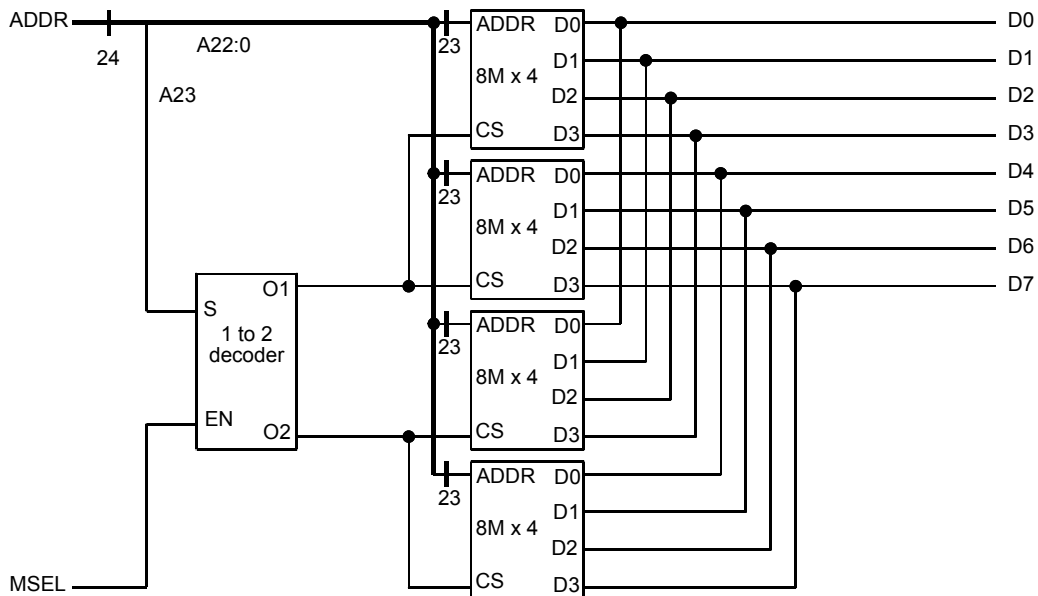 ADDR
24
A22:0
A23
23
ADDR
D0
D1
8M x 4
D2
CS
D3
23
ADDR
D0
D1
8M x 4
D2
CS
D3
23
ADDR
D0
D1
8M x 4
D2
CS
D3
23
ADDR
D0
D1
8M x 4
D2
CS
D3
O1
S
1 to 2
decoder
EN
O2
MSEL
D0
D1
D2
D3
D4
D5
D6
D7